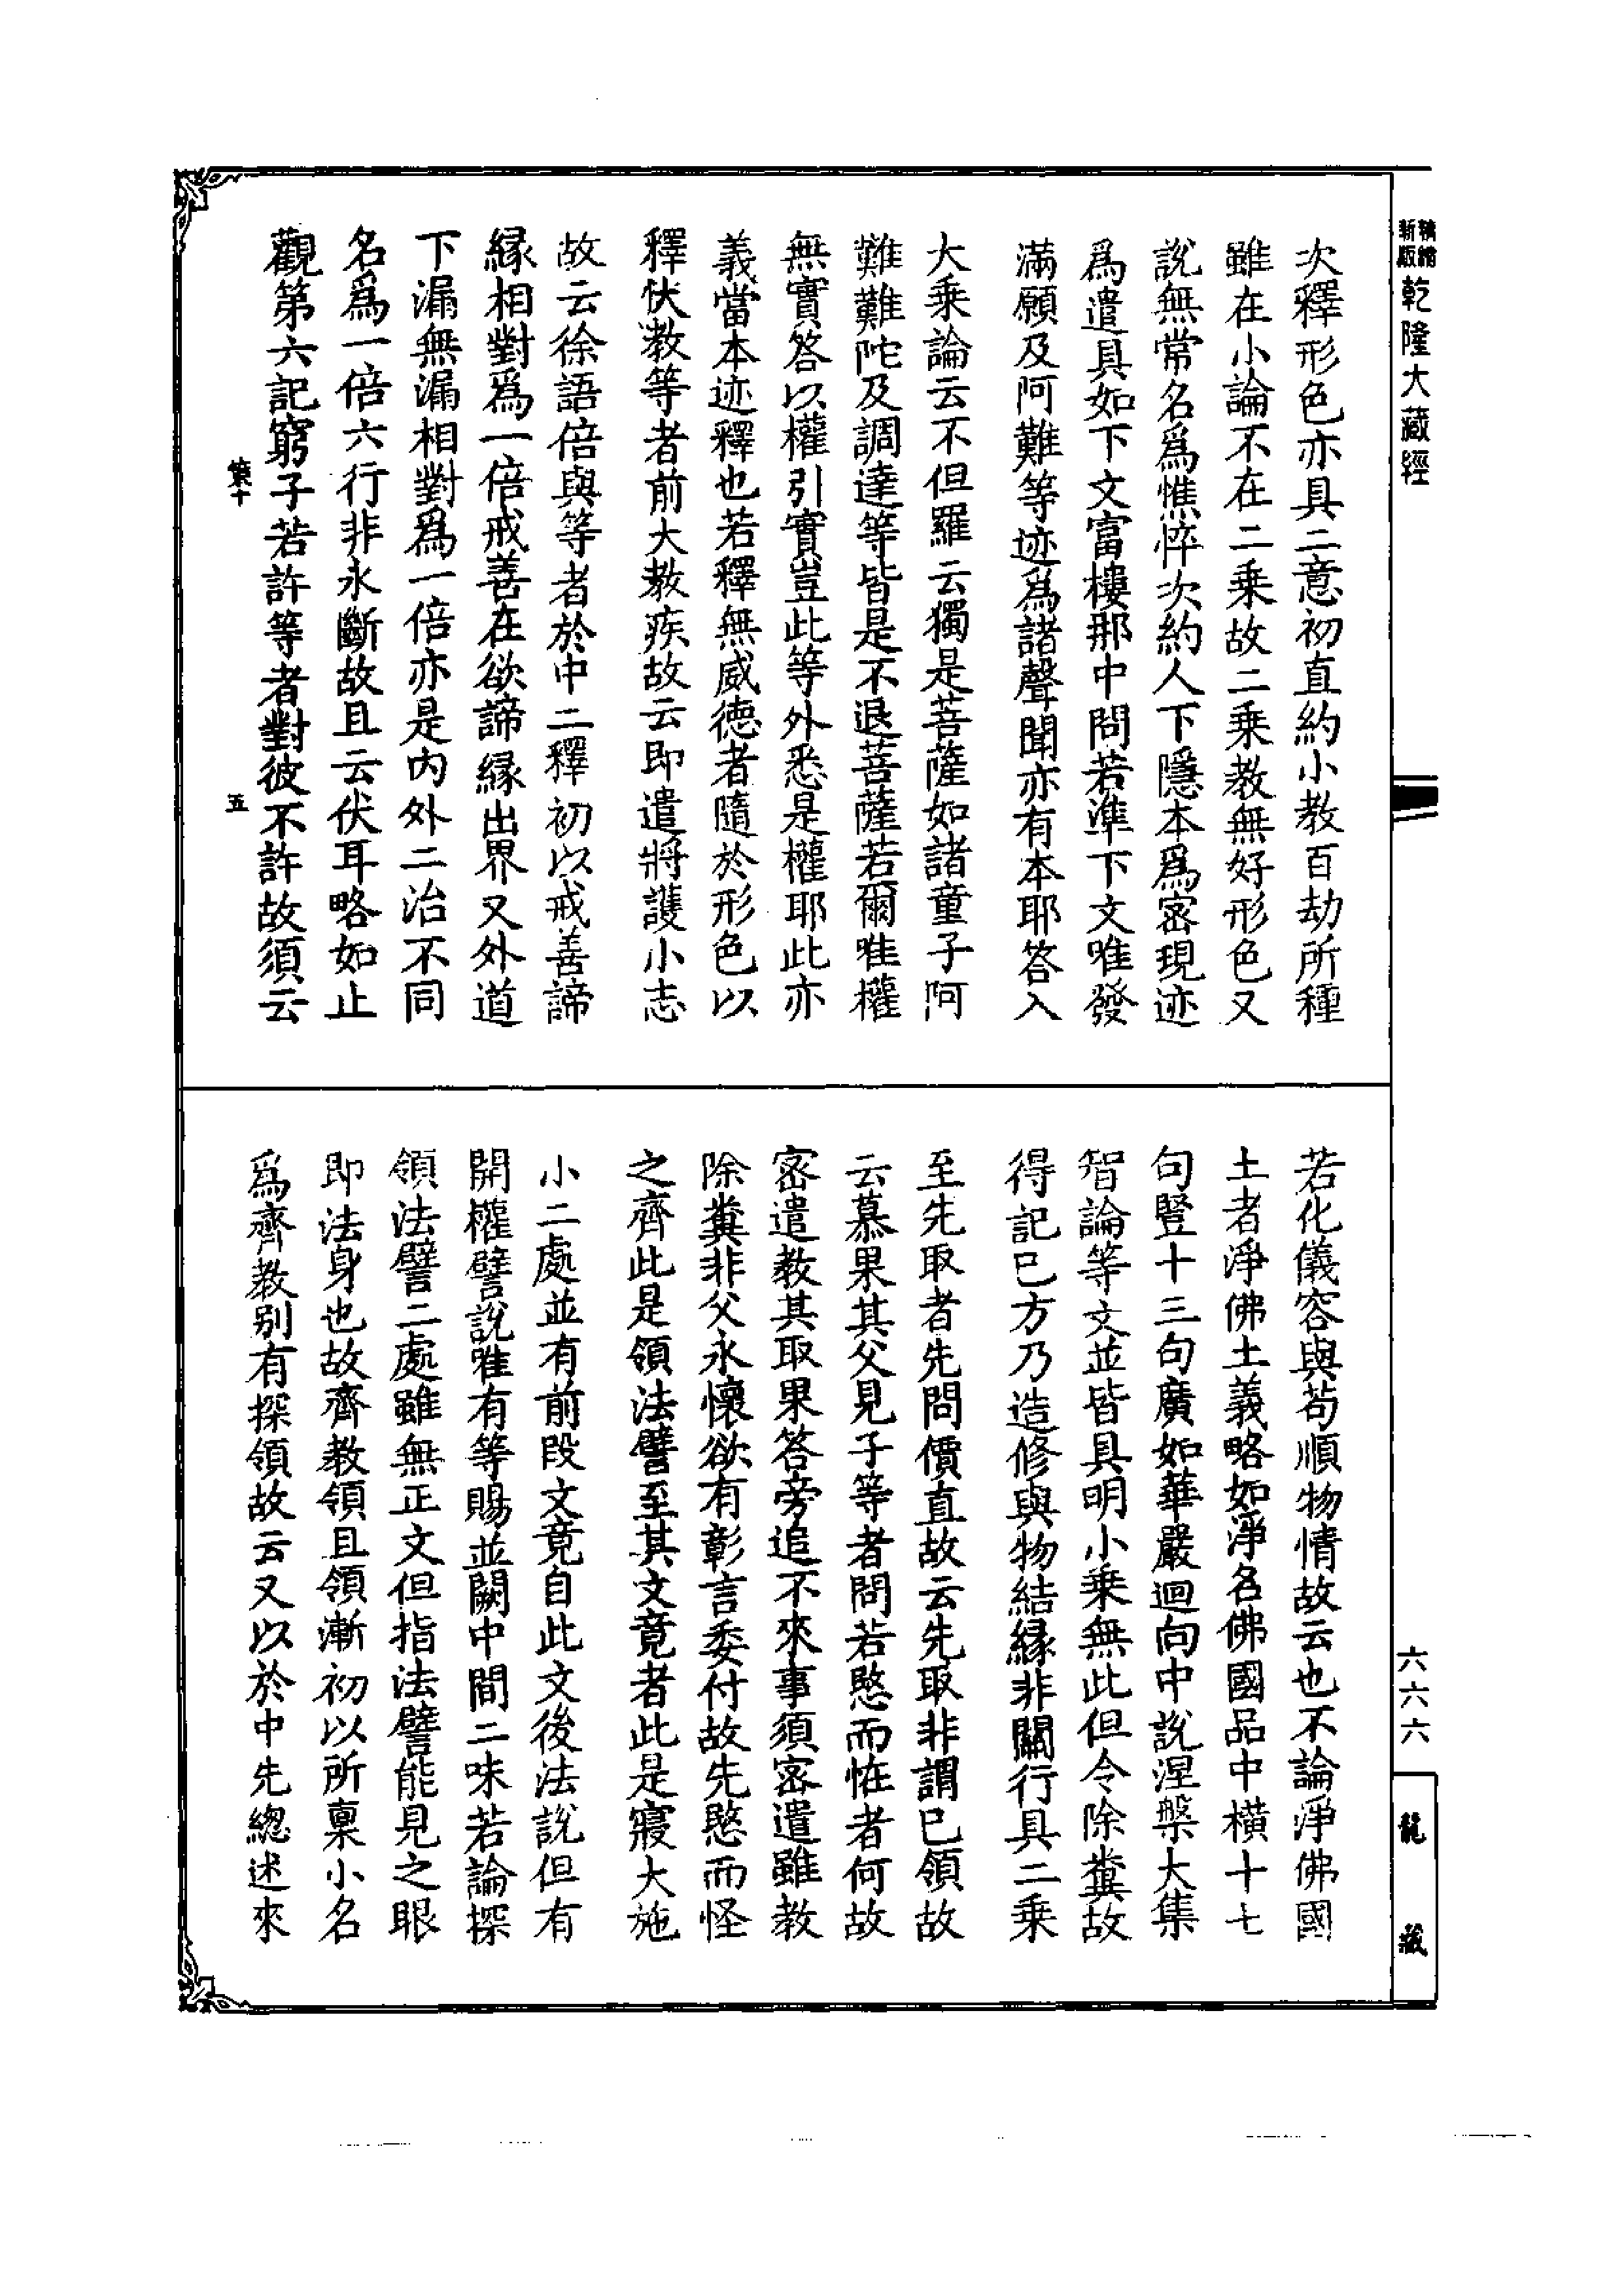 精縮新版乾隆大藏經
次釋形色亦具二意初直約小教百劫所種
雖在小論不在二乘故二乘教無好形色又
說無常名爲憔悴次約人下隱本爲密現迹
爲遣具如下文富樓那中問若準下文唯發
滿願及阿難等迹爲諸聲聞亦有本耶答入
大乘論云不但羅云獨是菩薩如諸童子阿
難難陀及調達等皆是不退菩薩若爾唯權
無實答以權引實豈此等外悉是權耶此亦
義當本迹釋也若釋無威德者隨於形色以
釋伏教等者前大教疾故云即遣將護小志
故云徐語倍與等者於中二釋初以戒善諦
緣相對爲一倍戒善在欲諦緣出界又外道
下漏無漏相對爲一倍亦是內外二治不同
名爲一倍六行非永斷故且云伏耳略如止
觀第六記窮子若許等者對彼不許故須云
策十
五
若化儀容與茍順物情故云也不論淨佛國
土者淨佛土義略如淨名佛國品中橫十七
句豎十三句廣如華嚴迴向中說涅槃大集
智論等文並皆具明小乘無此但令除糞故
得記已方乃造修與物結緣非關行具二乘
至先取者先問價直故云先取非謂已領故
云慕果其父見子等者問若愍而怪者何故
密遣教其取果答旁追不來事須密遣雖教
除糞非父永懷欲有彰言委付故先愍而怪
之齊此是領法譬至其文竟者此是寢大施
小二處並有前段文竟自此文後法說但有
開權譬說唯有等賜並闕中間二味若論探
領法譬二處雖無正文但指法譬能見之眼
即法身也故齊教領且領漸初以所稟小名
爲齊教別有探領故云又以於中先總述來
六六六
龍藏